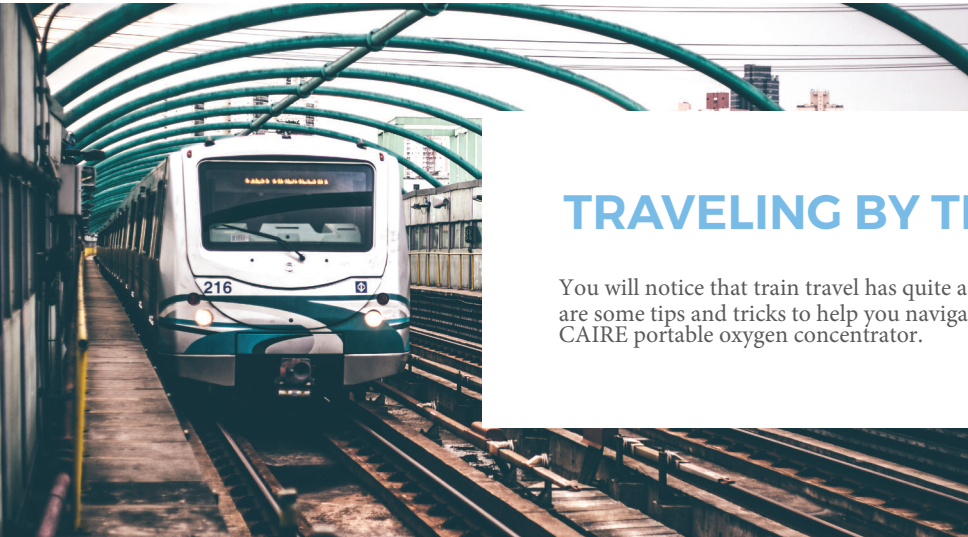 216
TRAVELING BY
You will notice that train travel has quite a
are some tips and tricks to help you
CAIRE portable oxygen concentrator.